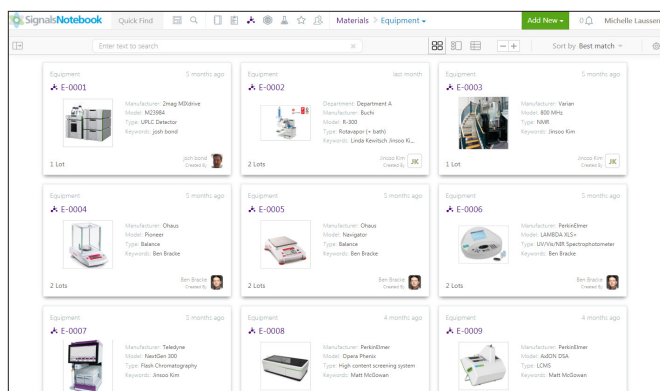 SignalsNotebook Quick Find Materials > Equipment Add New 0 Michelle Laussen
Enter text to search Sort by Best match
Equipment 5 months ago
E-0001
Manufacturer: 2mag MIXdrive
Model: M23984
Type: UPLC Detector
Keywords: josh bond
1 Lot
josh bond
Created By
Equipment last month
E-0002
Department: Department A
Manufacturer: Büchi
Model: R-300
Type: Rotavapor (+ bath)
Keywords: Linda Kewitsch Jinsoo Ki...
2 Lots
Jinsoo Kim
Created By
JK
Equipment 5 months ago
E-0003
Manufacturer: Varian
Model: 800 MHz
Type: NMR
Keywords: Jinsoo Kim
1 Lot
Jinsoo Kim
Created By
JK
Equipment 5 months ago
E-0004
Manufacturer: Ohaus
Model: Pioneer
Type: Balance
Keywords: Ben Bracke
2 Lots
Ben Bracke
Created By
Equipment 5 months ago
E-0005
Manufacturer: Ohaus
Model: Navigator
Type: Balance
Keywords: Ben Bracke
2 Lots
Ben Bracke
Created By
Equipment 5 months ago
E-0006
Manufacturer: PerkinElmer
Model: LAMBDA XLS+
Type: UV/Vis/NIR Spectrophotometer
Keywords: Ben Bracke
2 Lots
Ben Bracke
Created By
Equipment 5 months ago
E-0007
Manufacturer: Teledyne
Model: NextGen 300
Type: Flash Chromatography
Keywords: Jinsoo Kim
Equipment 4 months ago
E-0008
Manufacturer: PerkinElmer
Model: Opera Phenix
Type: High content screening system
Keywords: Matt McGowan
Equipment 4 months ago
E-0009
Manufacturer: PerkinElmer
Model: AxION DSA
Type: LCMS
Keywords: Matt McGowan